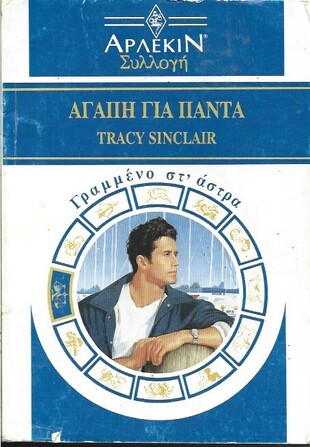 ΑΡΛΕΚΙΝ®
Συλλογή
ΑΓΑΠΗ ΓΙΑ ΠΑΝΤΑ
TRACY SINCLAIR
Γραμμένο στ' άστρα